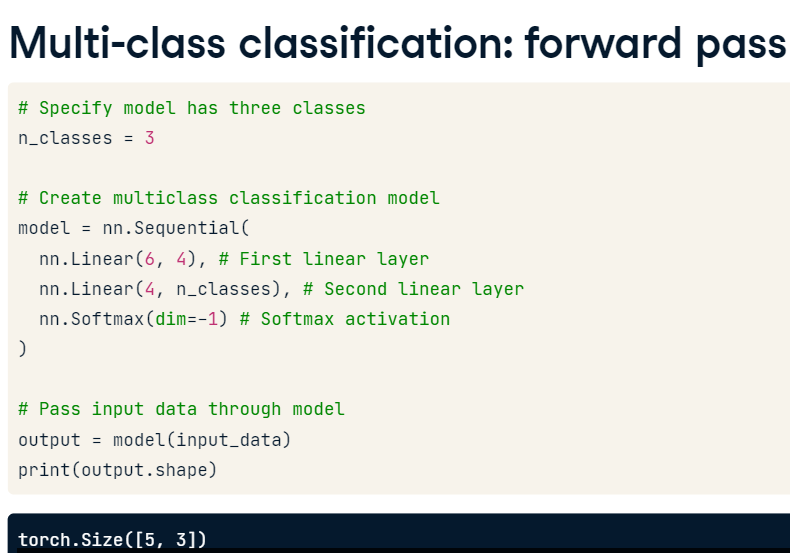 Multi-class classification: forward pass
# Specify model has three classes
n_classes = 3
# Create multiclass classification model
model = nn.Sequential(
  nn.Linear(6, 4), # First linear layer
  nn.Linear(4, n_classes), # Second linear layer
  nn.Softmax(dim=-1) # Softmax activation
)
# Pass input data through model
output = model(input_data)
print(output.shape)
torch.Size([5, 3])